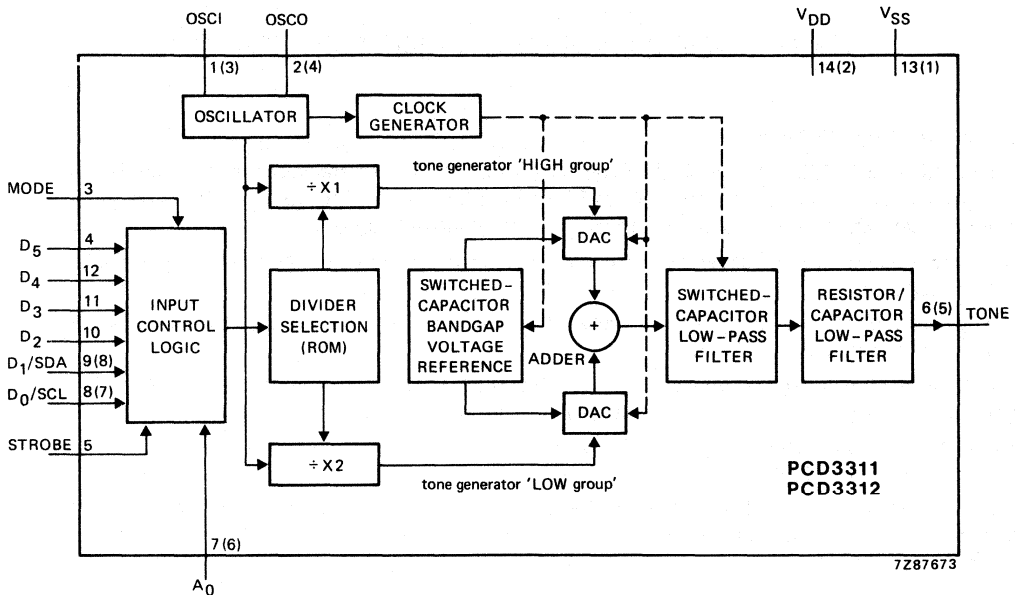 OSCI
OSCO
VDD
VSS
1 (3)
2 (4)
14 (2)
13 (1)
OSCILLATOR
CLOCK
GENERATOR
tone generator 'HIGH group'
MODE
3
÷ X1
D5
4
D4
12
D3
11
D2
10
D1/SDA
9 (8)
D0/SCL
8 (7)
STROBE
5
INPUT
CONTROL
LOGIC
DIVIDER
SELECTION
(ROM)
SWITCHED-
CAPACITOR
BANDGAP
VOLTAGE
REFERENCE
DAC
+
ADDER
DAC
SWITCHED-
CAPACITOR
LOW-PASS
FILTER
RESISTOR/
CAPACITOR
LOW-PASS
FILTER
6 (5)
TONE
÷ X2
tone generator 'LOW group'
PCD3311
PCD3312
7 (6)
A0
7Z87673